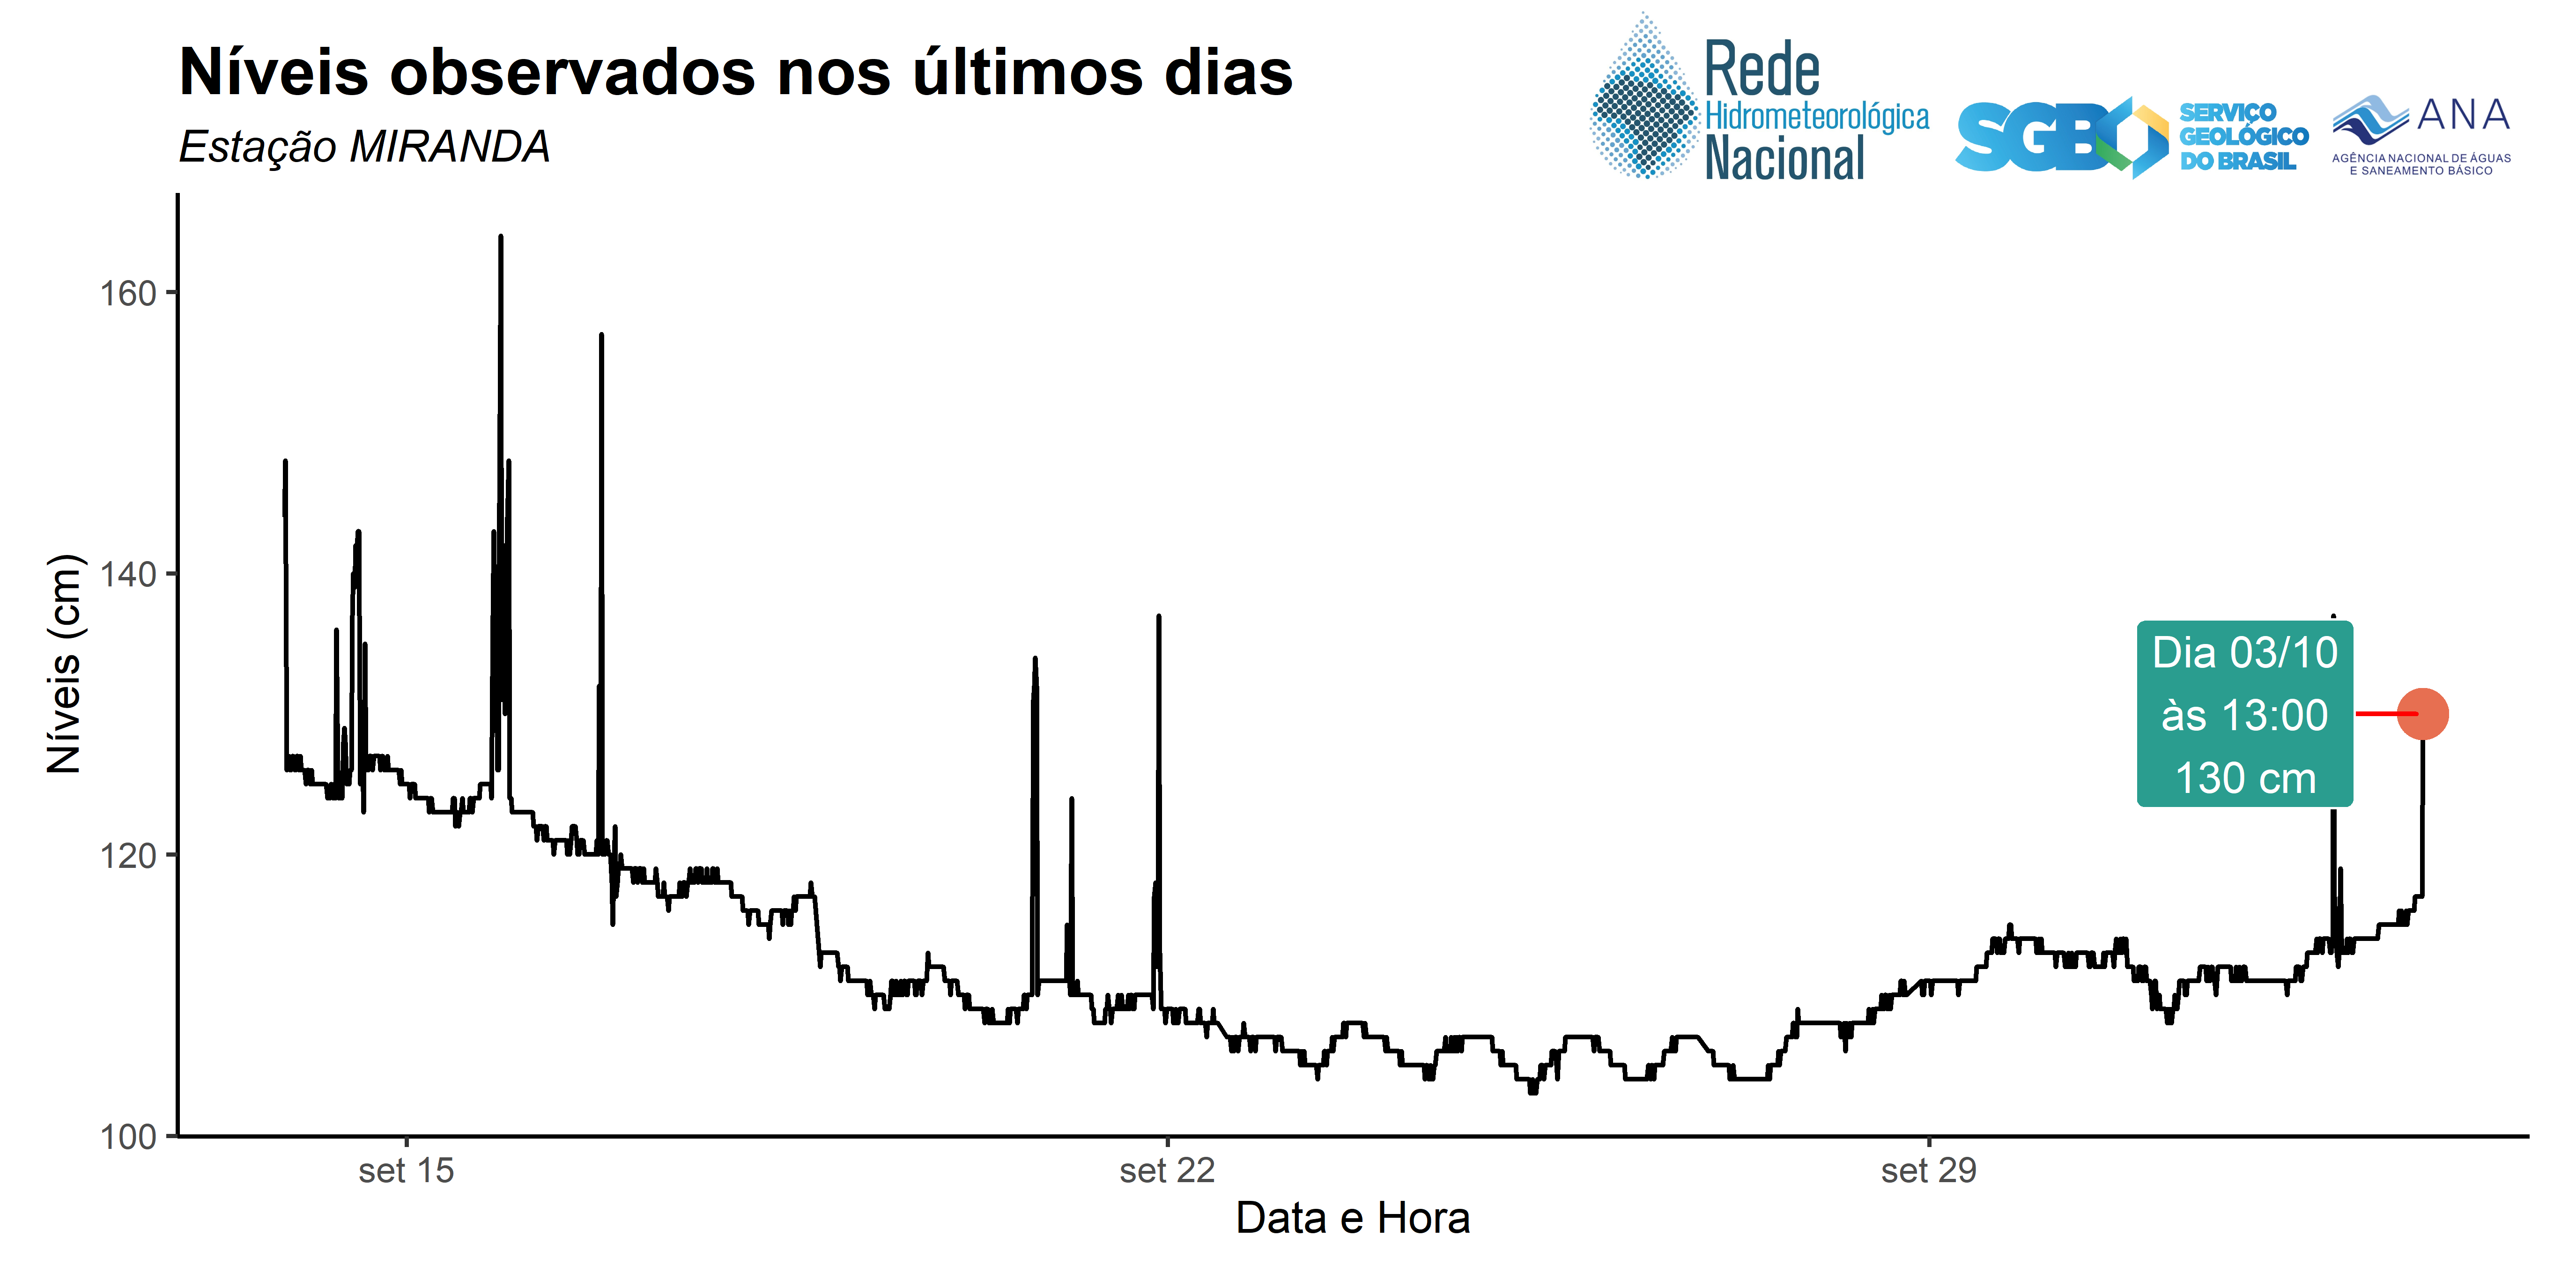 Níveis observados nos últimos dias
Estação MIRANDA
Rede
Hidrometeorológica
Nacional
SGB
SERVIÇO
GEOLÓGICO
DO BRASIL
ANA
AGÊNCIA NACIONAL DE ÁGUAS
E SANEAMENTO BÁSICO
Níveis (cm)
160
140
120
100
Dia 03/10
às 13:00
130 cm
set 15
set 22
set 29
Data e Hora